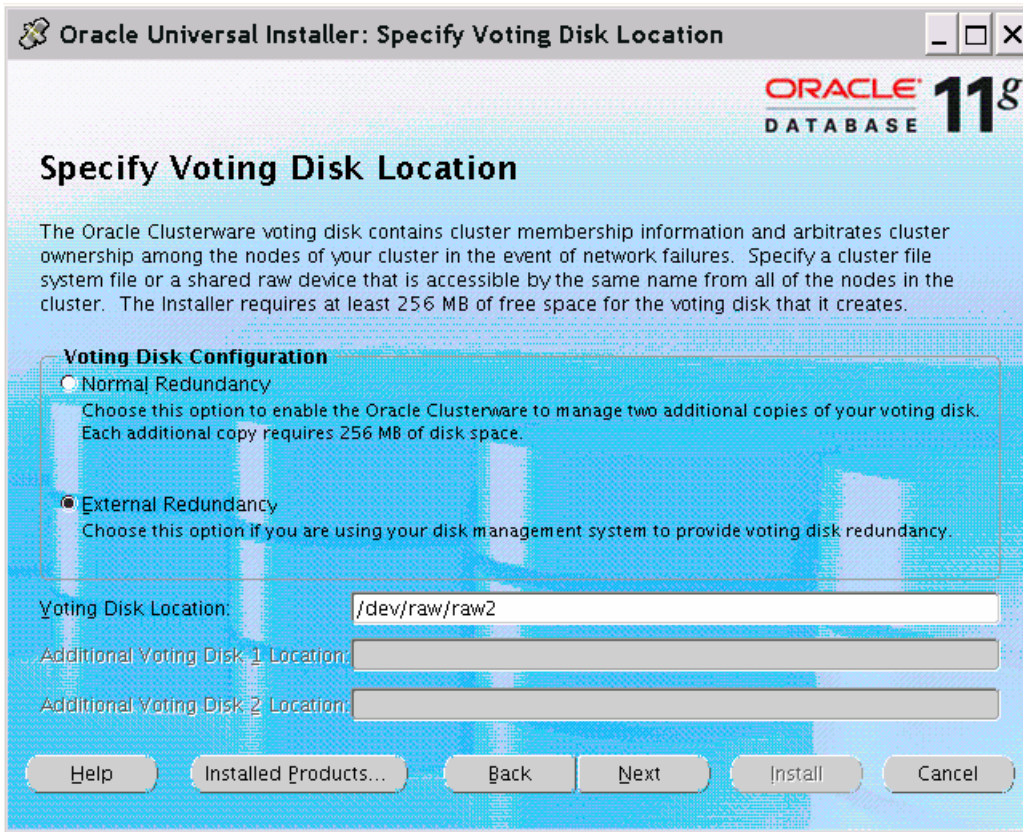 Oracle Universal Installer: Specify Voting Disk Location
ORACLE
DATABASE
11g
Specify Voting Disk Location
The Oracle Clusterware voting disk contains cluster membership information and arbitrates cluster
ownership among the nodes of your cluster in the event of network failures. Specify a cluster file
system file or a shared raw device that is accessible by the same name from all of the nodes in the
cluster. The Installer requires at least 256 MB of free space for the voting disk that it creates.
Voting Disk Configuration
Normal Redundancy
Choose this option to enable the Oracle Clusterware to manage two additional copies of your voting disk.
Each additional copy requires 256 MB of disk space.
External Redundancy
Choose this option if you are using your disk management system to provide voting disk redundancy.
Voting Disk Location: /dev/raw/raw2
Additional Voting Disk 1 Location:
Additional Voting Disk 2 Location:
Help Installed Products... Back Next Install Cancel